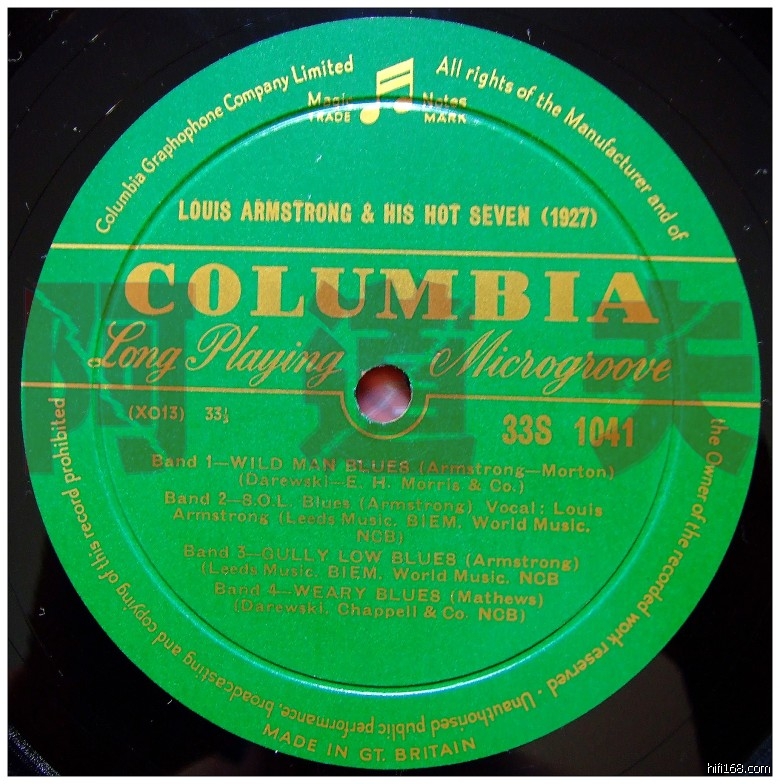 Columbia Graphophone Company Limited
All rights of the Manufacturer and of
the Owner of the recorded work reserved · Unauthorised public performance, broadcasting and copying of this record prohibited
Magic Notes
TRADE MARK
LOUIS ARMSTRONG & HIS HOT SEVEN (1927)
COLUMBIA
Long Playing Microgroove
(XO13) 33⅓
33S 1041
Band 1—WILD MAN BLUES (Armstrong—Morton)
(Darewski—E. H. Morris & Co.)
Band 2—S.O.L. Blues (Armstrong) Vocal: Louis
Armstrong (Leeds Music. BIEM. World Music.
NCB)
Band 3—GULLY LOW BLUES (Armstrong)
(Leeds Music. BIEM. World Music. NCB
Band 4—WEARY BLUES (Mathews)
(Darewski. Chappell & Co. NCB)
MADE IN GT. BRITAIN
阿道夫
hifi168.com